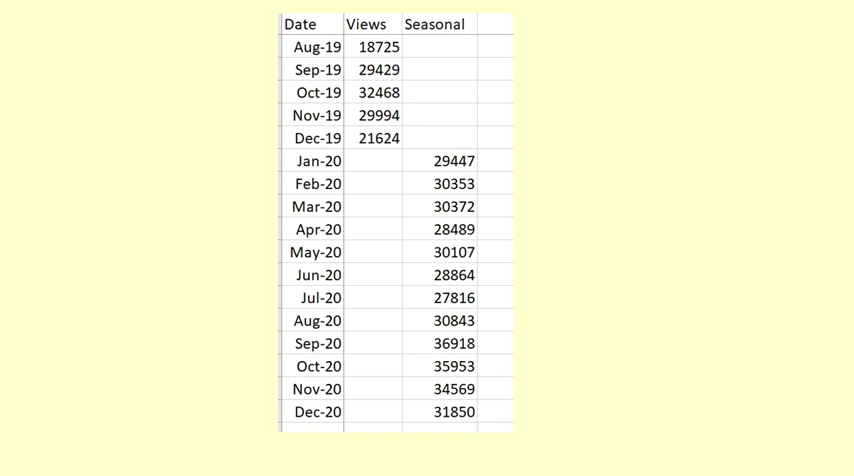 Date Views Seasonal
Aug-19 18725
Sep-19 29429
Oct-19 32468
Nov-19 29994
Dec-19 21624
Jan-20 29447
Feb-20 30353
Mar-20 30372
Apr-20 28489
May-20 30107
Jun-20 28864
Jul-20 27816
Aug-20 30843
Sep-20 36918
Oct-20 35953
Nov-20 34569
Dec-20 31850